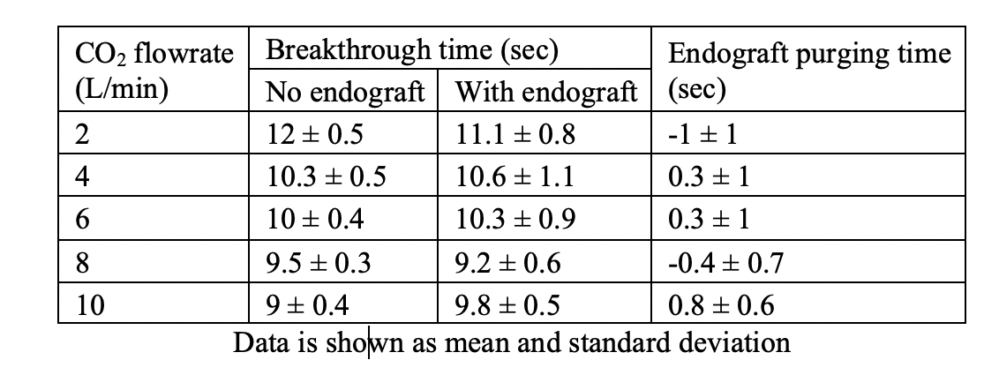 CO₂ flowrate (L/min) Breakthrough time (sec) Endograft purging time (sec)
No endograft With endograft
2 12 ± 0.5 11.1 ± 0.8 -1 ± 1
4 10.3 ± 0.5 10.6 ± 1.1 0.3 ± 1
6 10 ± 0.4 10.3 ± 0.9 0.3 ± 1
8 9.5 ± 0.3 9.2 ± 0.6 -0.4 ± 0.7
10 9 ± 0.4 9.8 ± 0.5 0.8 ± 0.6
Data is shown as mean and standard deviation